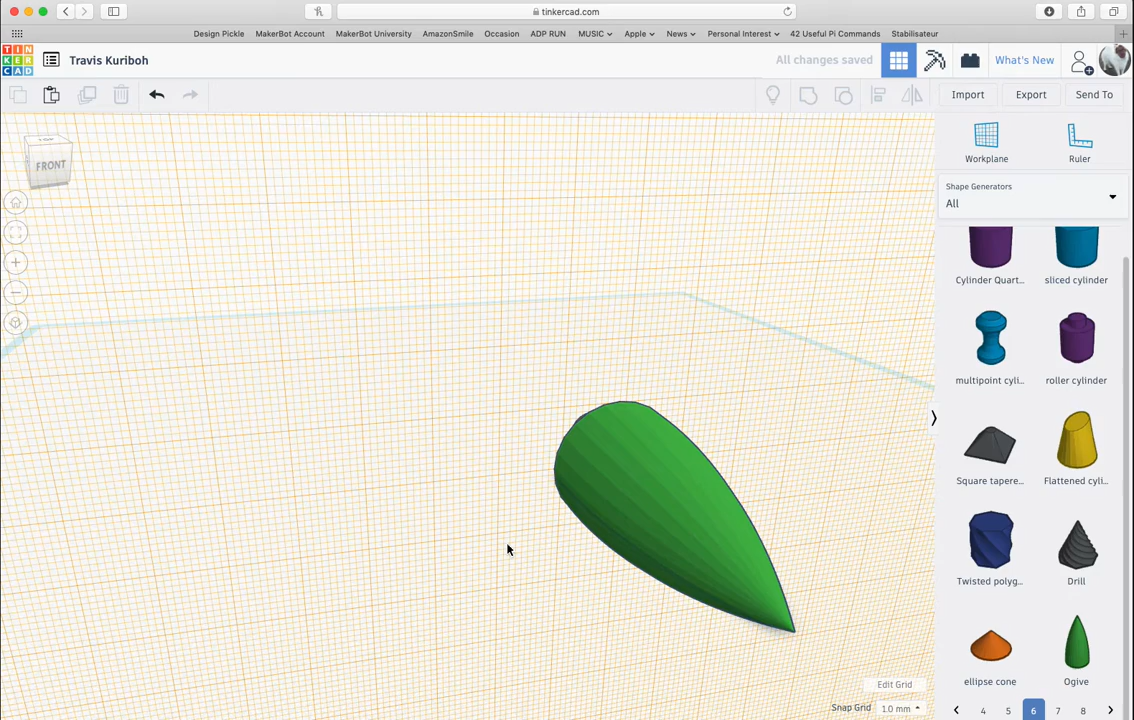 tinkercad.com
Design Pickle MakerBot Account MakerBot University AmazonSmile Occasion ADP RUN MUSIC Apple News Personal Interest 42 Useful Pi Commands Stabilisateur
TIN
KER
CAD
Travis Kuriboh
All changes saved
What's New
Import Export Send To
FRONT
Workplane Ruler
Shape Generators
All
Cylinder Quart... sliced cylinder
multipoint cyli... roller cylinder
Square tapere... Flattened cyli...
Twisted polyg... Drill
ellipse cone Ogive
Edit Grid
Snap Grid 1.0 mm
4 5 6 7 8